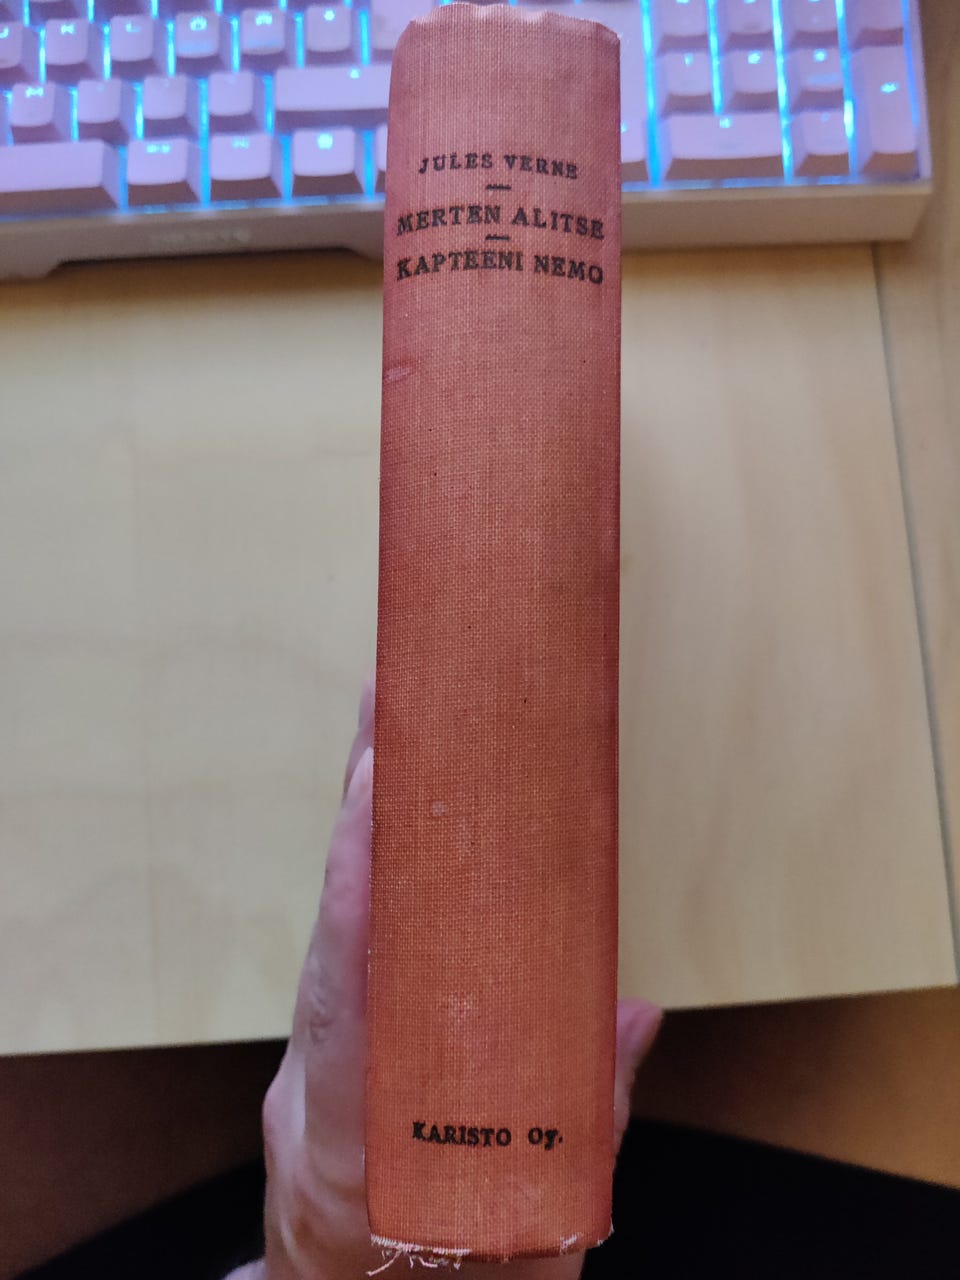 JULES VERNE
MERTEN ALITSE
KAPTEENI NEMO
KARISTO Oy.